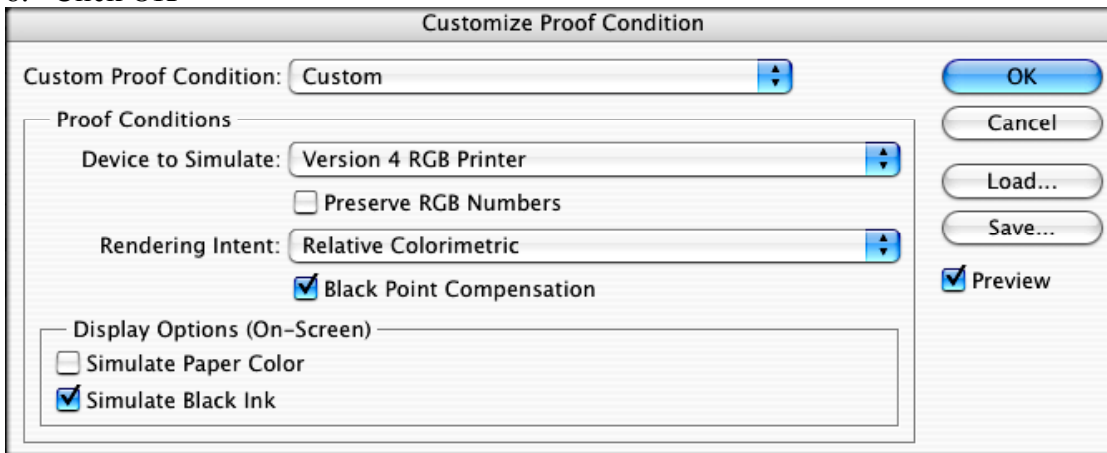 Customize Proof Condition
Custom Proof Condition: Custom
OK
Proof Conditions
Cancel
Device to Simulate: Version 4 RGB Printer
Load...
Preserve RGB Numbers
Save...
Rendering Intent: Relative Colorimetric
Preview
Black Point Compensation
Display Options (On-Screen)
Simulate Paper Color
Simulate Black Ink